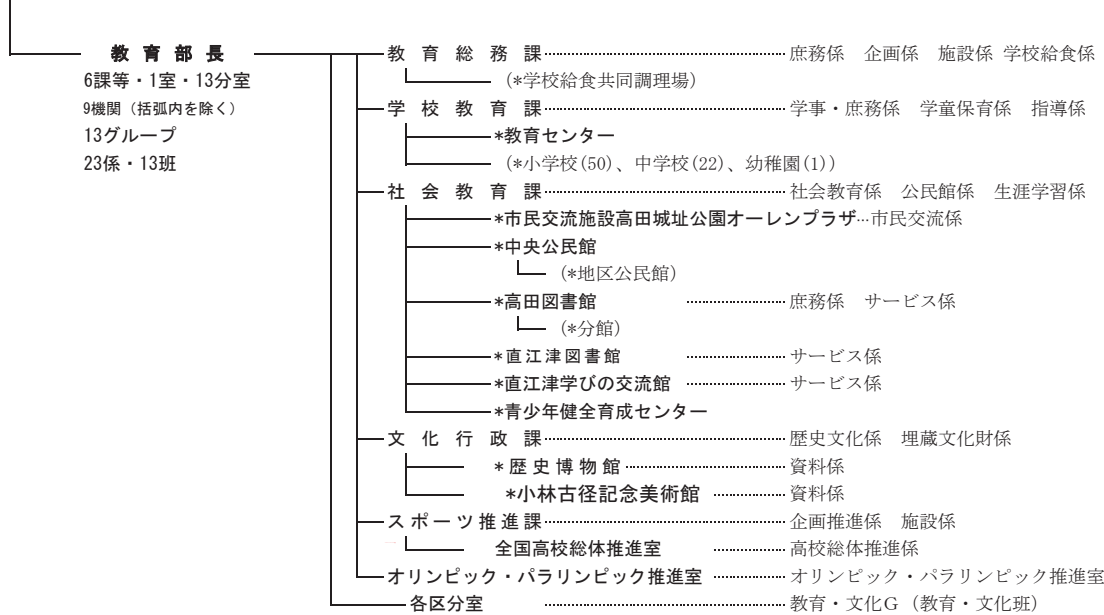 教育部長 教育総務課 庶務係 企画係 施設係 学校給食係
6課等・1室・13分室 (*学校給食共同調理場)
9機関（括弧内を除く） 学校教育課 学事・庶務係 学童保育係 指導係
13グループ *教育センター
23係・13班 (*小学校(50)、中学校(22)、幼稚園(1))
社会教育課 社会教育係 公民館係 生涯学習係
*市民交流施設高田城址公園オーレンプラザ…市民交流係
*中央公民館
(*地区公民館)
*高田図書館 庶務係 サービス係
(*分館)
*直江津図書館 サービス係
*直江津学びの交流館 サービス係
*青少年健全育成センター
文化行政課 歴史文化係 埋蔵文化財係
*歴史博物館 資料係
*小林古径記念美術館 資料係
スポーツ推進課 企画推進係 施設係
全国高校総体推進室 高校総体推進係
オリンピック・パラリンピック推進室 オリンピック・パラリンピック推進室
各区分室 教育・文化G（教育・文化班）